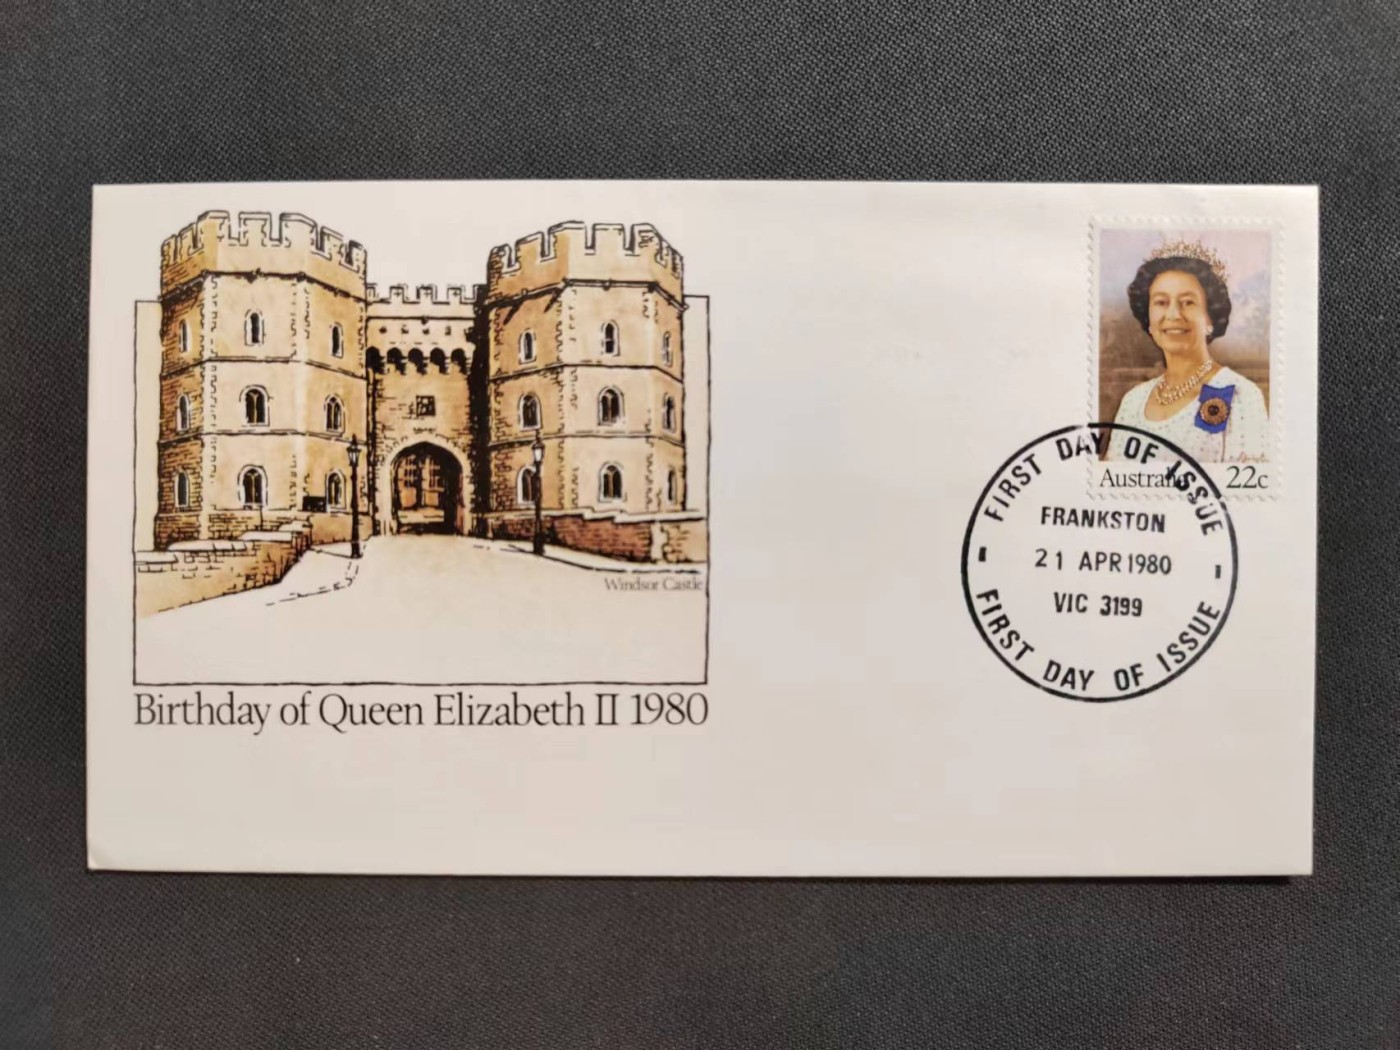 Australia 22c
FIRST DAY OF ISSUE
FRANKSTON
21 APR 1980
VIC 3199
FIRST DAY OF ISSUE
Windsor Castle
Birthday of Queen Elizabeth II 1980